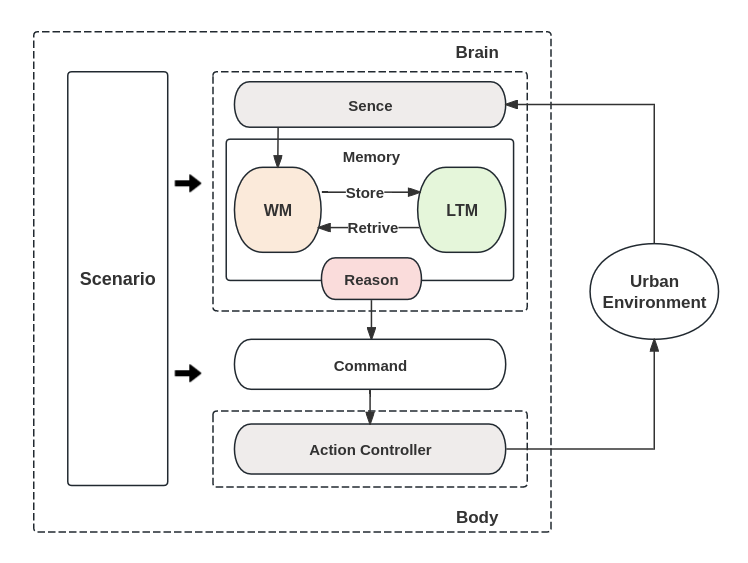 Brain
Sence
Memory
WM
Store
LTM
Retrive
Reason
Scenario
Urban
Environment
Command
Action Controller
Body